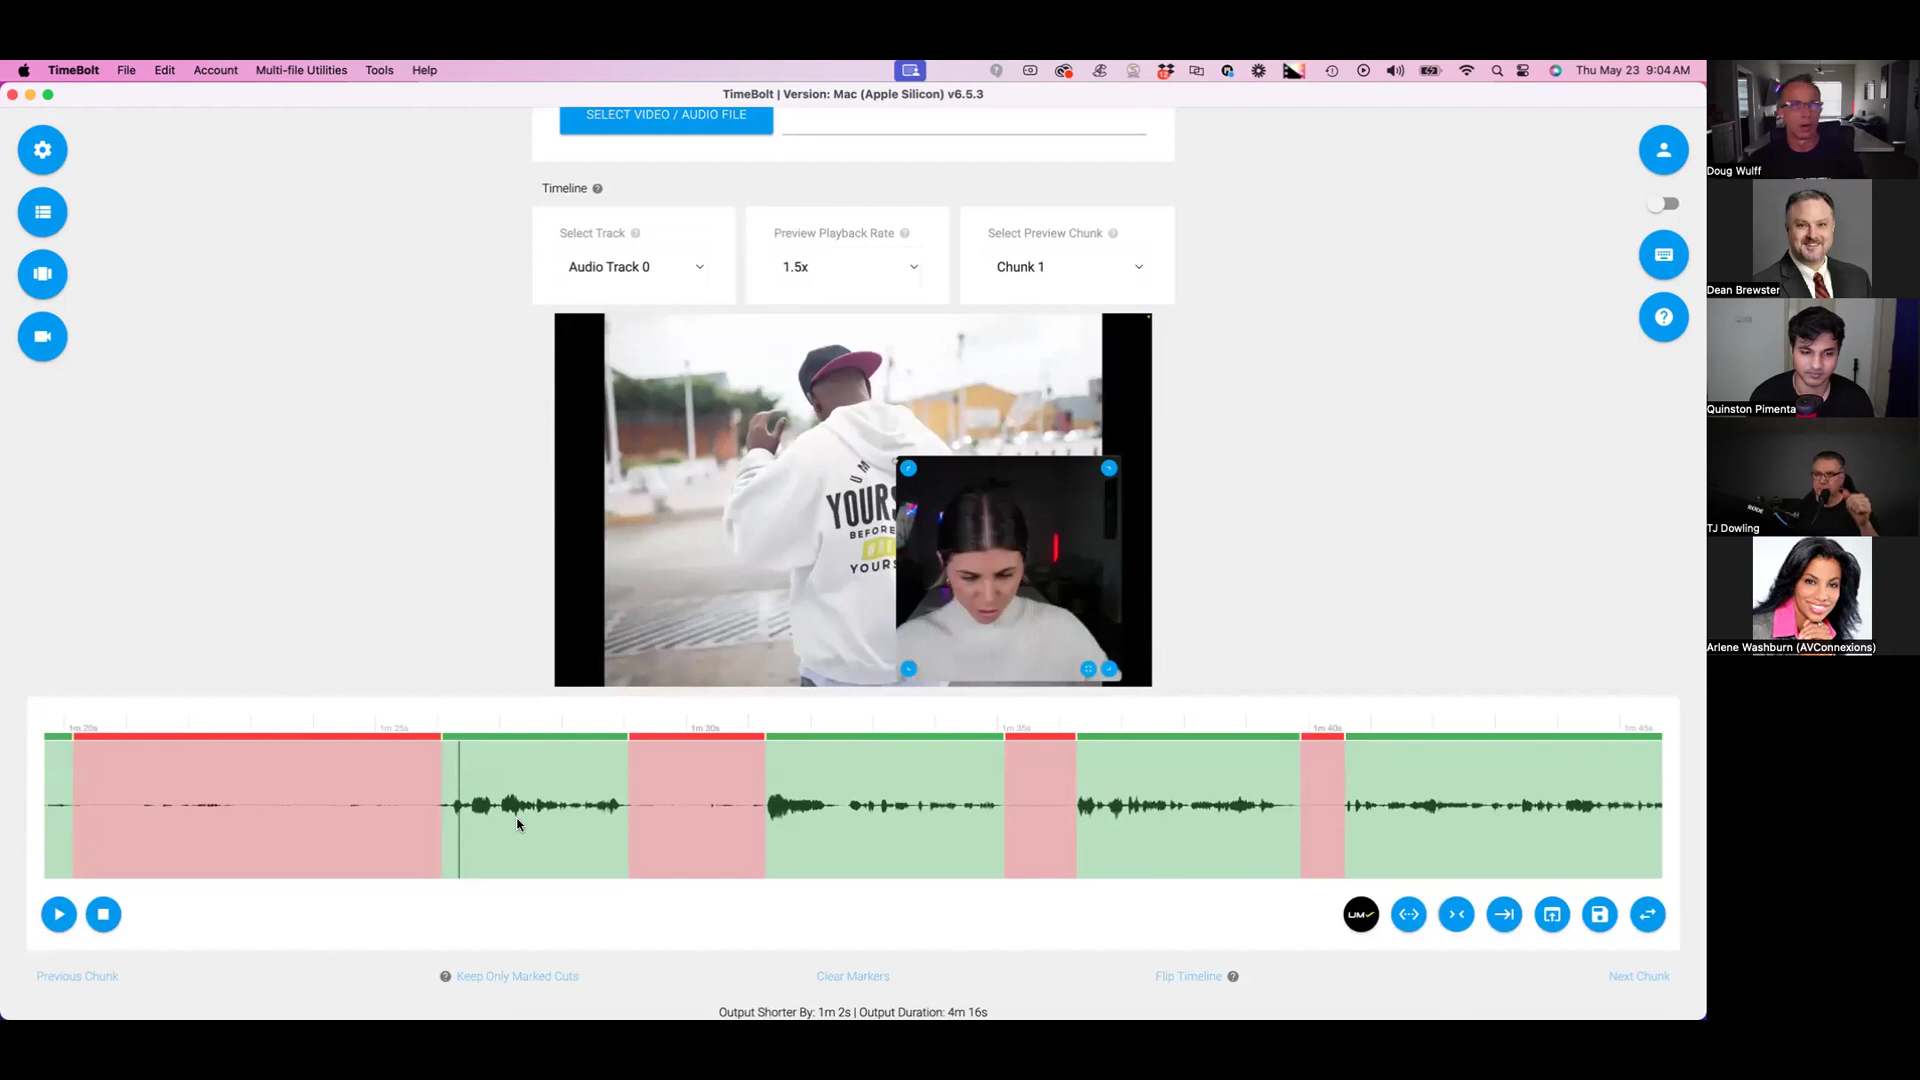 TimeBolt File Edit Account Multi-file Utilities Tools Help
12
Thu May 23 9:04 AM
TimeBolt | Version: Mac (Apple Silicon) v6.5.3
SELECT VIDEO / AUDIO FILE
Timeline
Select Track
Audio Track 0
Preview Playback Rate
1.5x
Select Preview Chunk
Chunk 1
UM
YOURS
BEFORE
YOURS
1m 20s 1m 25s 1m 30s 1m 35s 1m 40s 1m 45s
UM
Previous Chunk Keep Only Marked Cuts Clear Markers Flip Timeline Next Chunk
Output Shorter By: 1m 2s | Output Duration: 4m 16s
Doug Wulff
Dean Brewster
Quinston Pimenta
RODE
TJ Dowling
Arlene Washburn (AVConnexions)